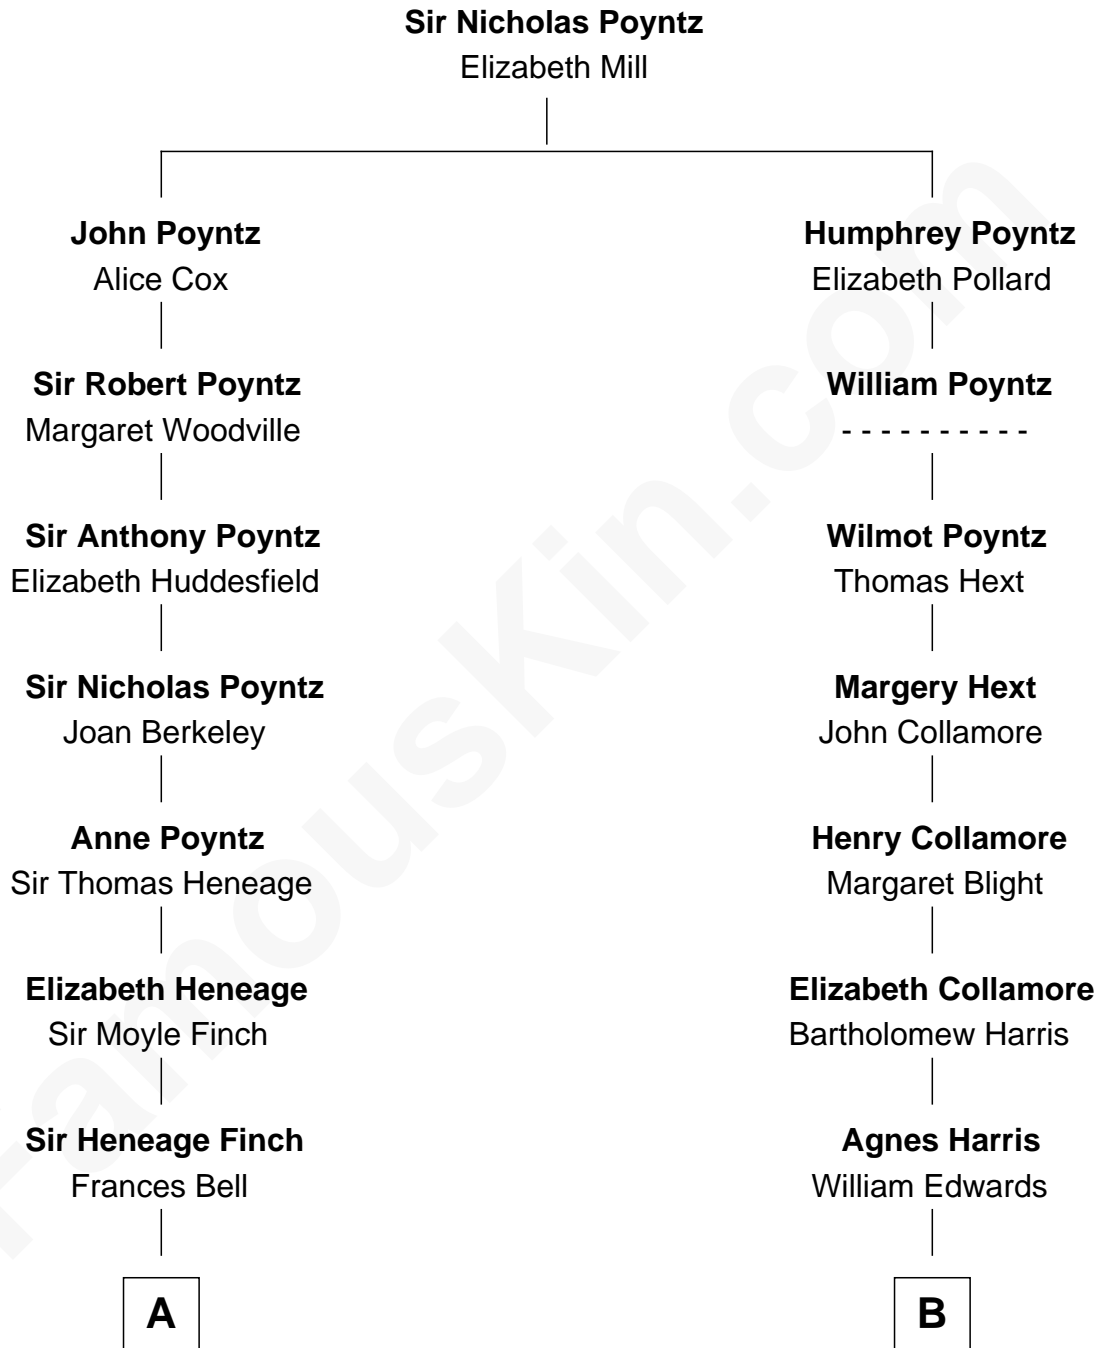 Sir Nicholas Poyntz
Elizabeth Mill
John Poyntz
Alice Cox
Humphrey Poyntz
Elizabeth Pollard
Sir Robert Poyntz
Margaret Woodville
William Poyntz
- - - - - - - - - -
Sir Anthony Poyntz
Elizabeth Huddesfield
Wilmot Poyntz
Thomas Hext
Sir Nicholas Poyntz
Joan Berkeley
Margery Hext
John Collamore
Anne Poyntz
Sir Thomas Heneage
Henry Collamore
Margaret Blight
Elizabeth Heneage
Sir Moyle Finch
Elizabeth Collamore
Bartholomew Harris
Sir Heneage Finch
Frances Bell
Agnes Harris
William Edwards
A
B
FamousKin.com